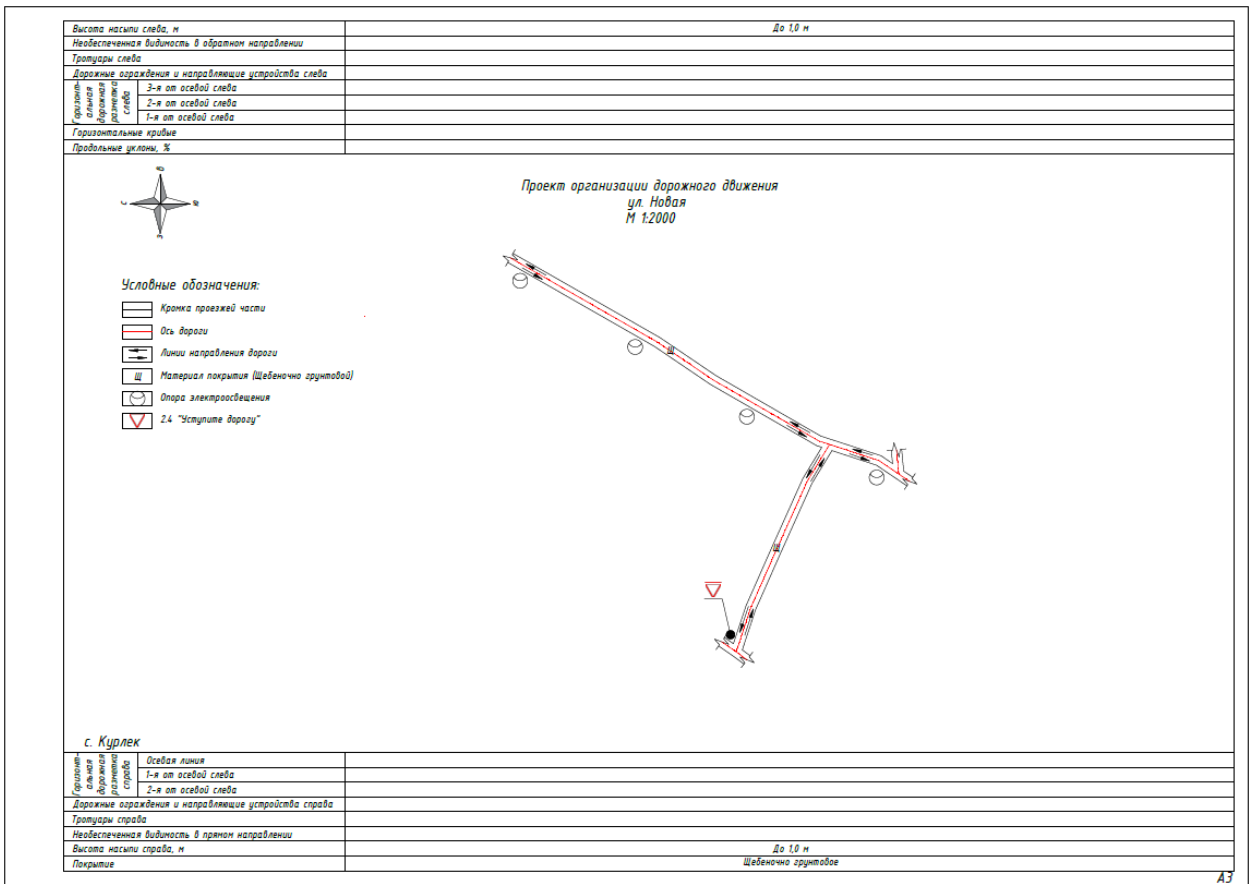 Высота насыпи слева, м
До 1,0 м
Необеспеченная видимость в обратном направлении
Тротуары слева
Дорожные ограждения и направляющие устройства слева
Горизонт-
альная
дорожная
разметка
слева
3-я от осевой слева
2-я от осевой слева
1-я от осевой слева
Горизонтальные кривые
Продольные уклоны, %
Проект организации дорожного движения
ул. Новая
М 1:2000
В
С
Ю
З
Условные обозначения:
Кромка проезжей части
Ось дороги
Линии направления дороги
Щ
Материал покрытия (Щебеночно грунтовой)
Опора электроосвещения
2.4 "Уступите дорогу"
Щ
Щ
с. Курлек
Горизонт-
альная
дорожная
разметка
справа
Осевая линия
1-я от осевой слева
2-я от осевой слева
Дорожные ограждения и направляющие устройства справа
Тротуары справа
Необеспеченная видимость в прямом направлении
Высота насыпи справа, м
До 1,0 м
Покрытие
Щебеночно грунтовое
А3